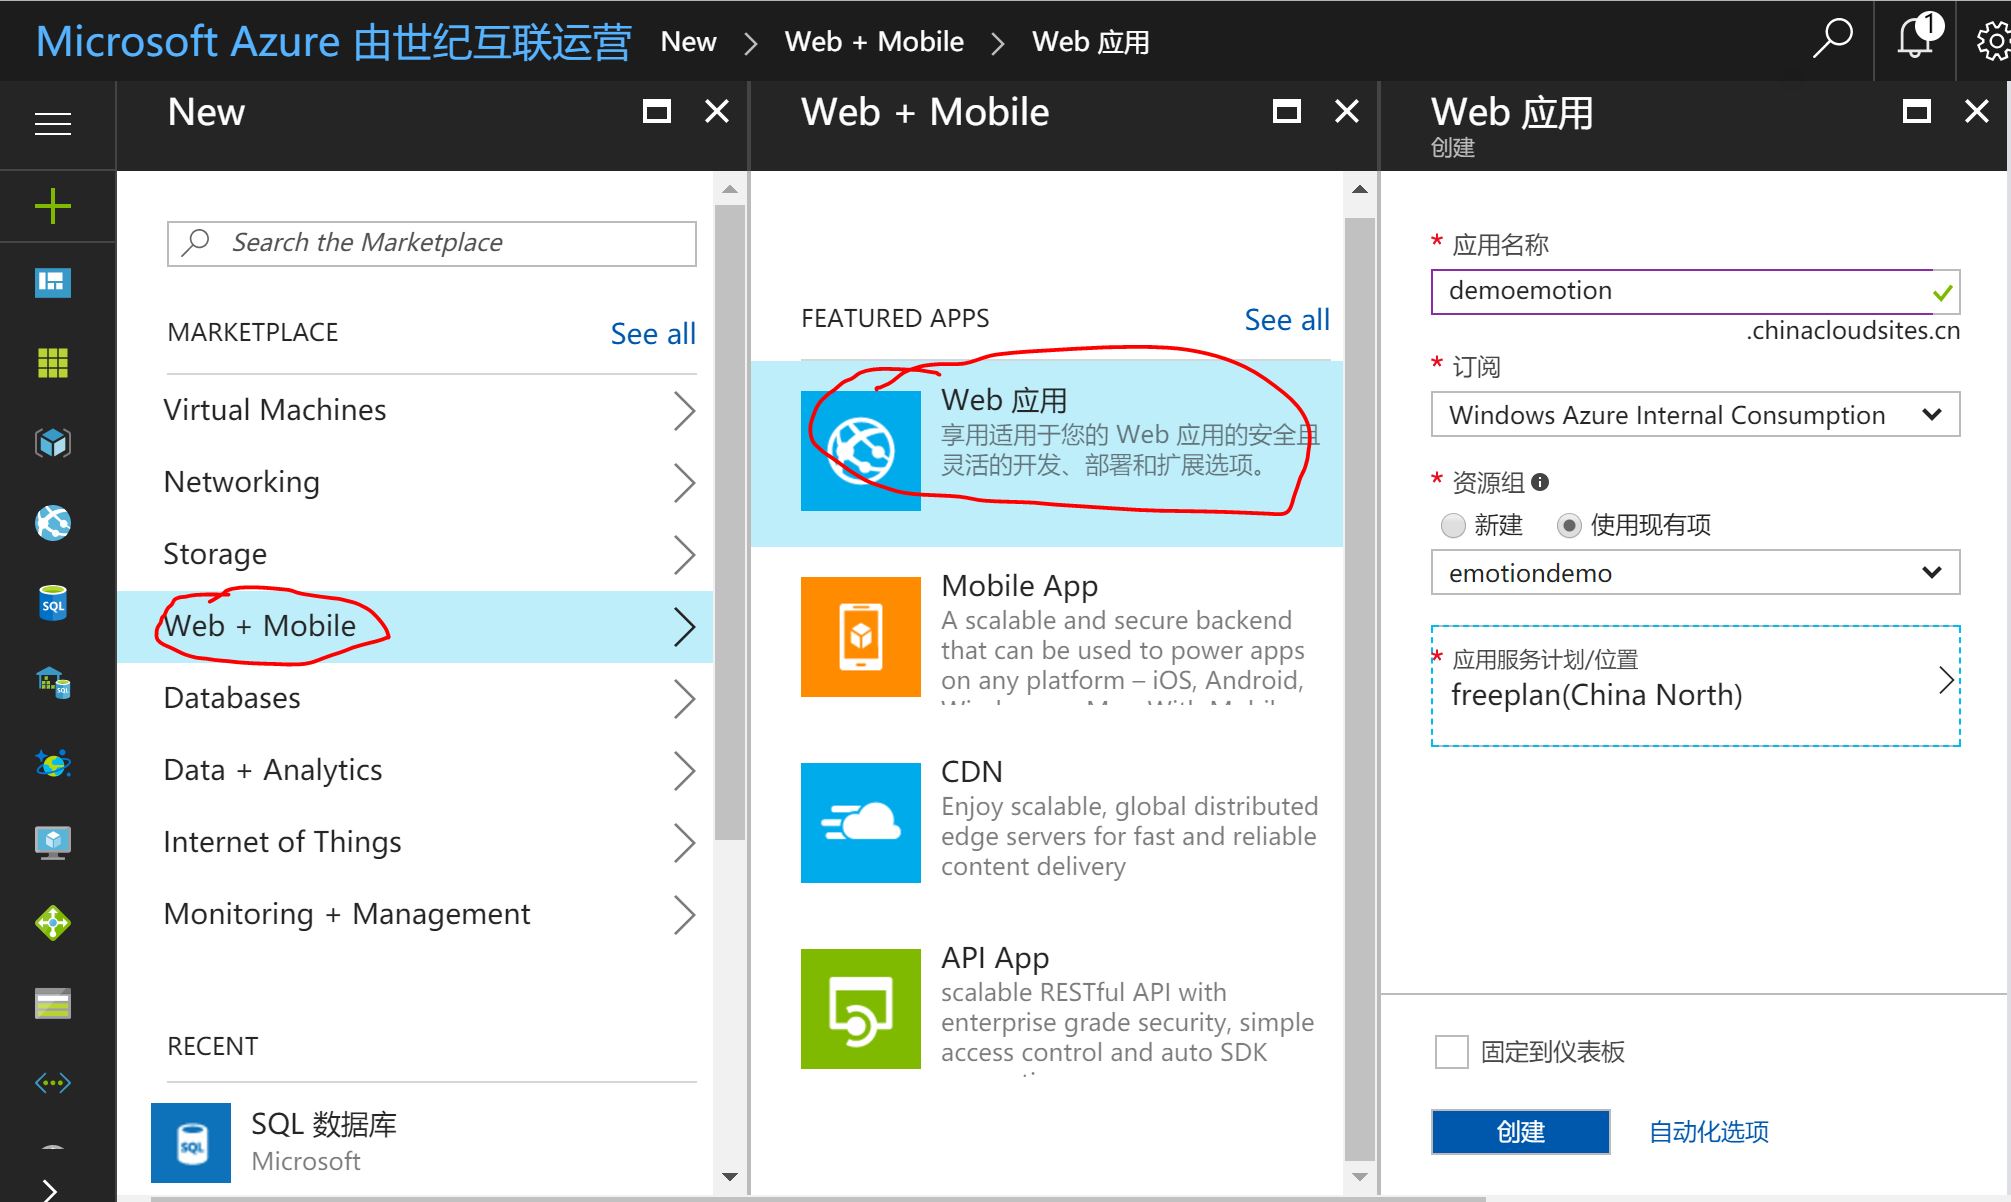 Microsoft Azure 由世纪互联运营 New Web + Mobile Web 应用
1
New
Search the Marketplace
MARKETPLACE See all
Virtual Machines
Networking
Storage
Web + Mobile
Databases
Data + Analytics
Internet of Things
Monitoring + Management
RECENT
SQL
SQL 数据库
Microsoft
Web + Mobile
FEATURED APPS See all
Web 应用
享用适用于您的 Web 应用的安全且
灵活的开发、部署和扩展选项。
Mobile App
A scalable and secure backend
that can be used to power apps
on any platform – iOS, Android,
CDN
Enjoy scalable, global distributed
edge servers for fast and reliable
content delivery
API App
scalable RESTful API with
enterprise grade security, simple
access control and auto SDK
Web 应用
创建
* 应用名称
demoemotion
.chinacloudsites.cn
* 订阅
Windows Azure Internal Consumption
* 资源组
新建 使用现有项
emotiondemo
* 应用服务计划/位置
freeplan(China North)
固定到仪表板
创建 自动化选项
SQL
SQL